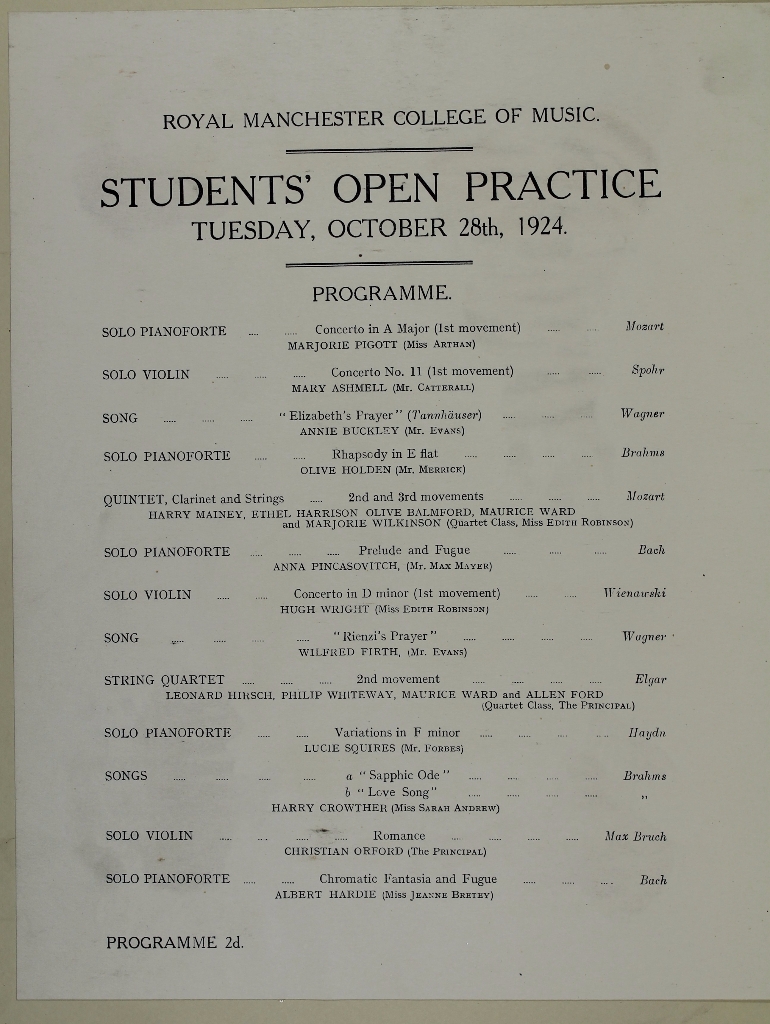 ROYAL MANCHESTER COLLEGE OF MUSIC.
STUDENTS' OPEN PRACTICE
TUESDAY, OCTOBER 28th, 1924.
PROGRAMME.
SOLO PIANOFORTE .... ..... Concerto in A Major (1st movement) ..... ... Mozart
MARJORIE PIGOTT (Miss ARTHAN)
SOLO VIOLIN ..... ..... ..... Concerto No. 11 (1st movement) ..... ..... Spohr
MARY ASHMELL (Mr. CATTERALL)
SONG ..... ..... ..... "Elizabeth's Prayer" (Tannhäuser) ..... ..... ..... Wagner
ANNIE BUCKLEY (Mr. EVANS)
SOLO PIANOFORTE ..... ..... Rhapsody in E flat ..... ..... ..... ..... Brahms
OLIVE HOLDEN (Mr. MERRICK)
QUINTET, Clarinet and Strings ..... 2nd and 3rd movements ..... ..... ..... Mozart
HARRY MAINEY, ETHEL HARRISON OLIVE BALMFORD, MAURICE WARD
and MARJORIE WILKINSON (Quartet Class, Miss EDITH ROBINSON)
SOLO PIANOFORTE ..... ..... ..... Prelude and Fugue ..... ..... ..... Bach
ANNA PINCASOVITCH, (Mr. MAX MAYER)
SOLO VIOLIN ..... ..... Concerto in D minor (1st movement) ..... ..... Wienawski
HUGH WRIGHT (Miss EDITH ROBINSON)
SONG ..... ..... ..... ..... "Rienzi's Prayer" ..... ..... ..... ..... Wagner
WILFRED FIRTH, (Mr. EVANS)
STRING QUARTET ..... ..... ..... 2nd movement ..... ..... ..... ..... Elgar
LEONARD HIRSCH, PHILIP WHITEWAY, MAURICE WARD and ALLEN FORD
(Quartet Class, The PRINCIPAL)
SOLO PIANOFORTE ..... ..... Variations in F minor ..... ..... .... .... Haydn
LUCIE SQUIRES (Mr. FORBES)
SONGS ..... ..... ..... ..... a "Sapphic Ode" ..... ..... ..... ..... Brahms
b "Love Song" ..... ..... ..... ..... "
HARRY CROWTHER (Miss SARAH ANDREW)
SOLO VIOLIN ..... .... ..... ..... Romance .... ..... ..... ..... Max Bruch
CHRISTIAN ORFORD (The PRINCIPAL)
SOLO PIANOFORTE ..... ..... Chromatic Fantasia and Fugue ..... ..... .... Bach
ALBERT HARDIE (Miss JEANNE BRETEY)
PROGRAMME 2d.